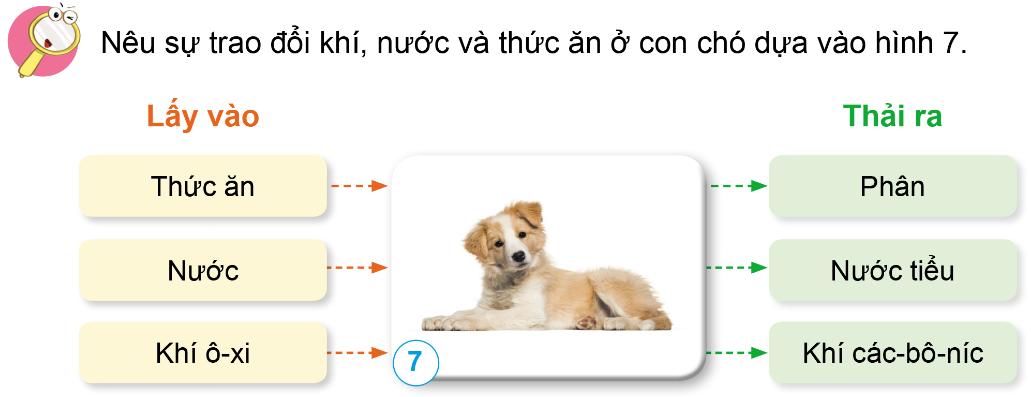 Nêu sự trao đổi khí, nước và thức ăn ở con chó dựa vào hình 7.
Lấy vào
Thải ra
Thức ăn
Phân
Nước
Nước tiểu
Khí ô-xi
7
Khí các-bô-níc